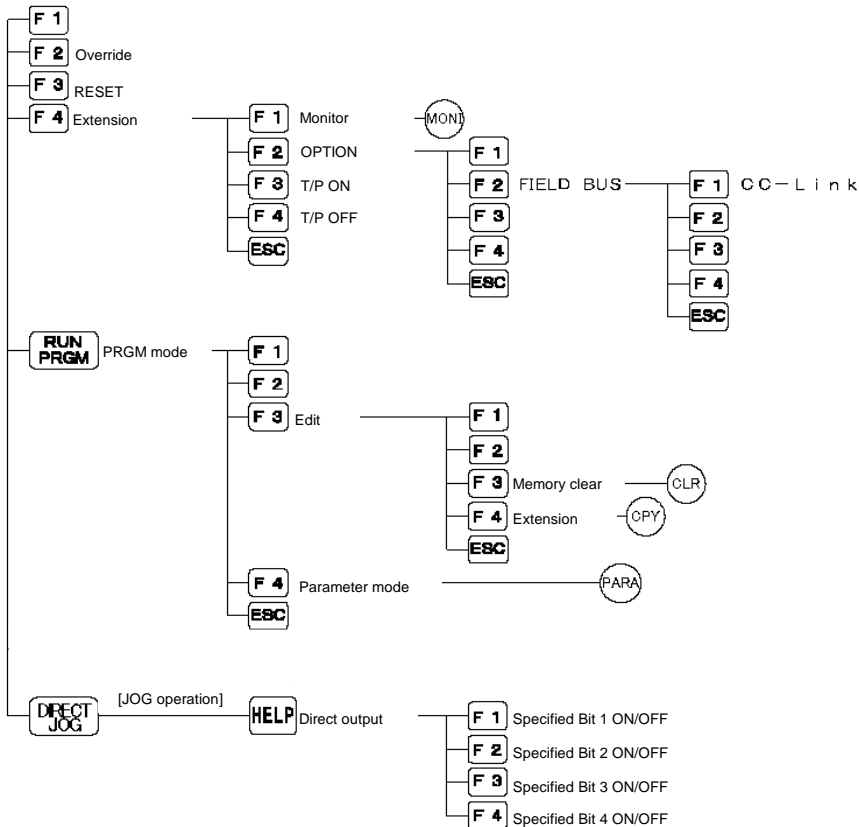 F 1
F 2 Override
F 3 RESET
F 4 Extension F 1 Monitor MONI
F 2 OPTION F 1
F 3 T/P ON F 2 FIELD BUS F 1 CC-Link
F 4 T/P OFF F 3 F 2
ESC F 4 F 3
ESC F 4
ESC
RUN
PRGM PRGM mode F 1
F 2
F 3 Edit F 1
F 2
F 3 Memory clear CLR
F 4 Extension CPY
ESC
F 4 Parameter mode PARA
ESC
DIRECT
JOG [JOG operation] HELP Direct output F 1 Specified Bit 1 ON/OFF
F 2 Specified Bit 2 ON/OFF
F 3 Specified Bit 3 ON/OFF
F 4 Specified Bit 4 ON/OFF